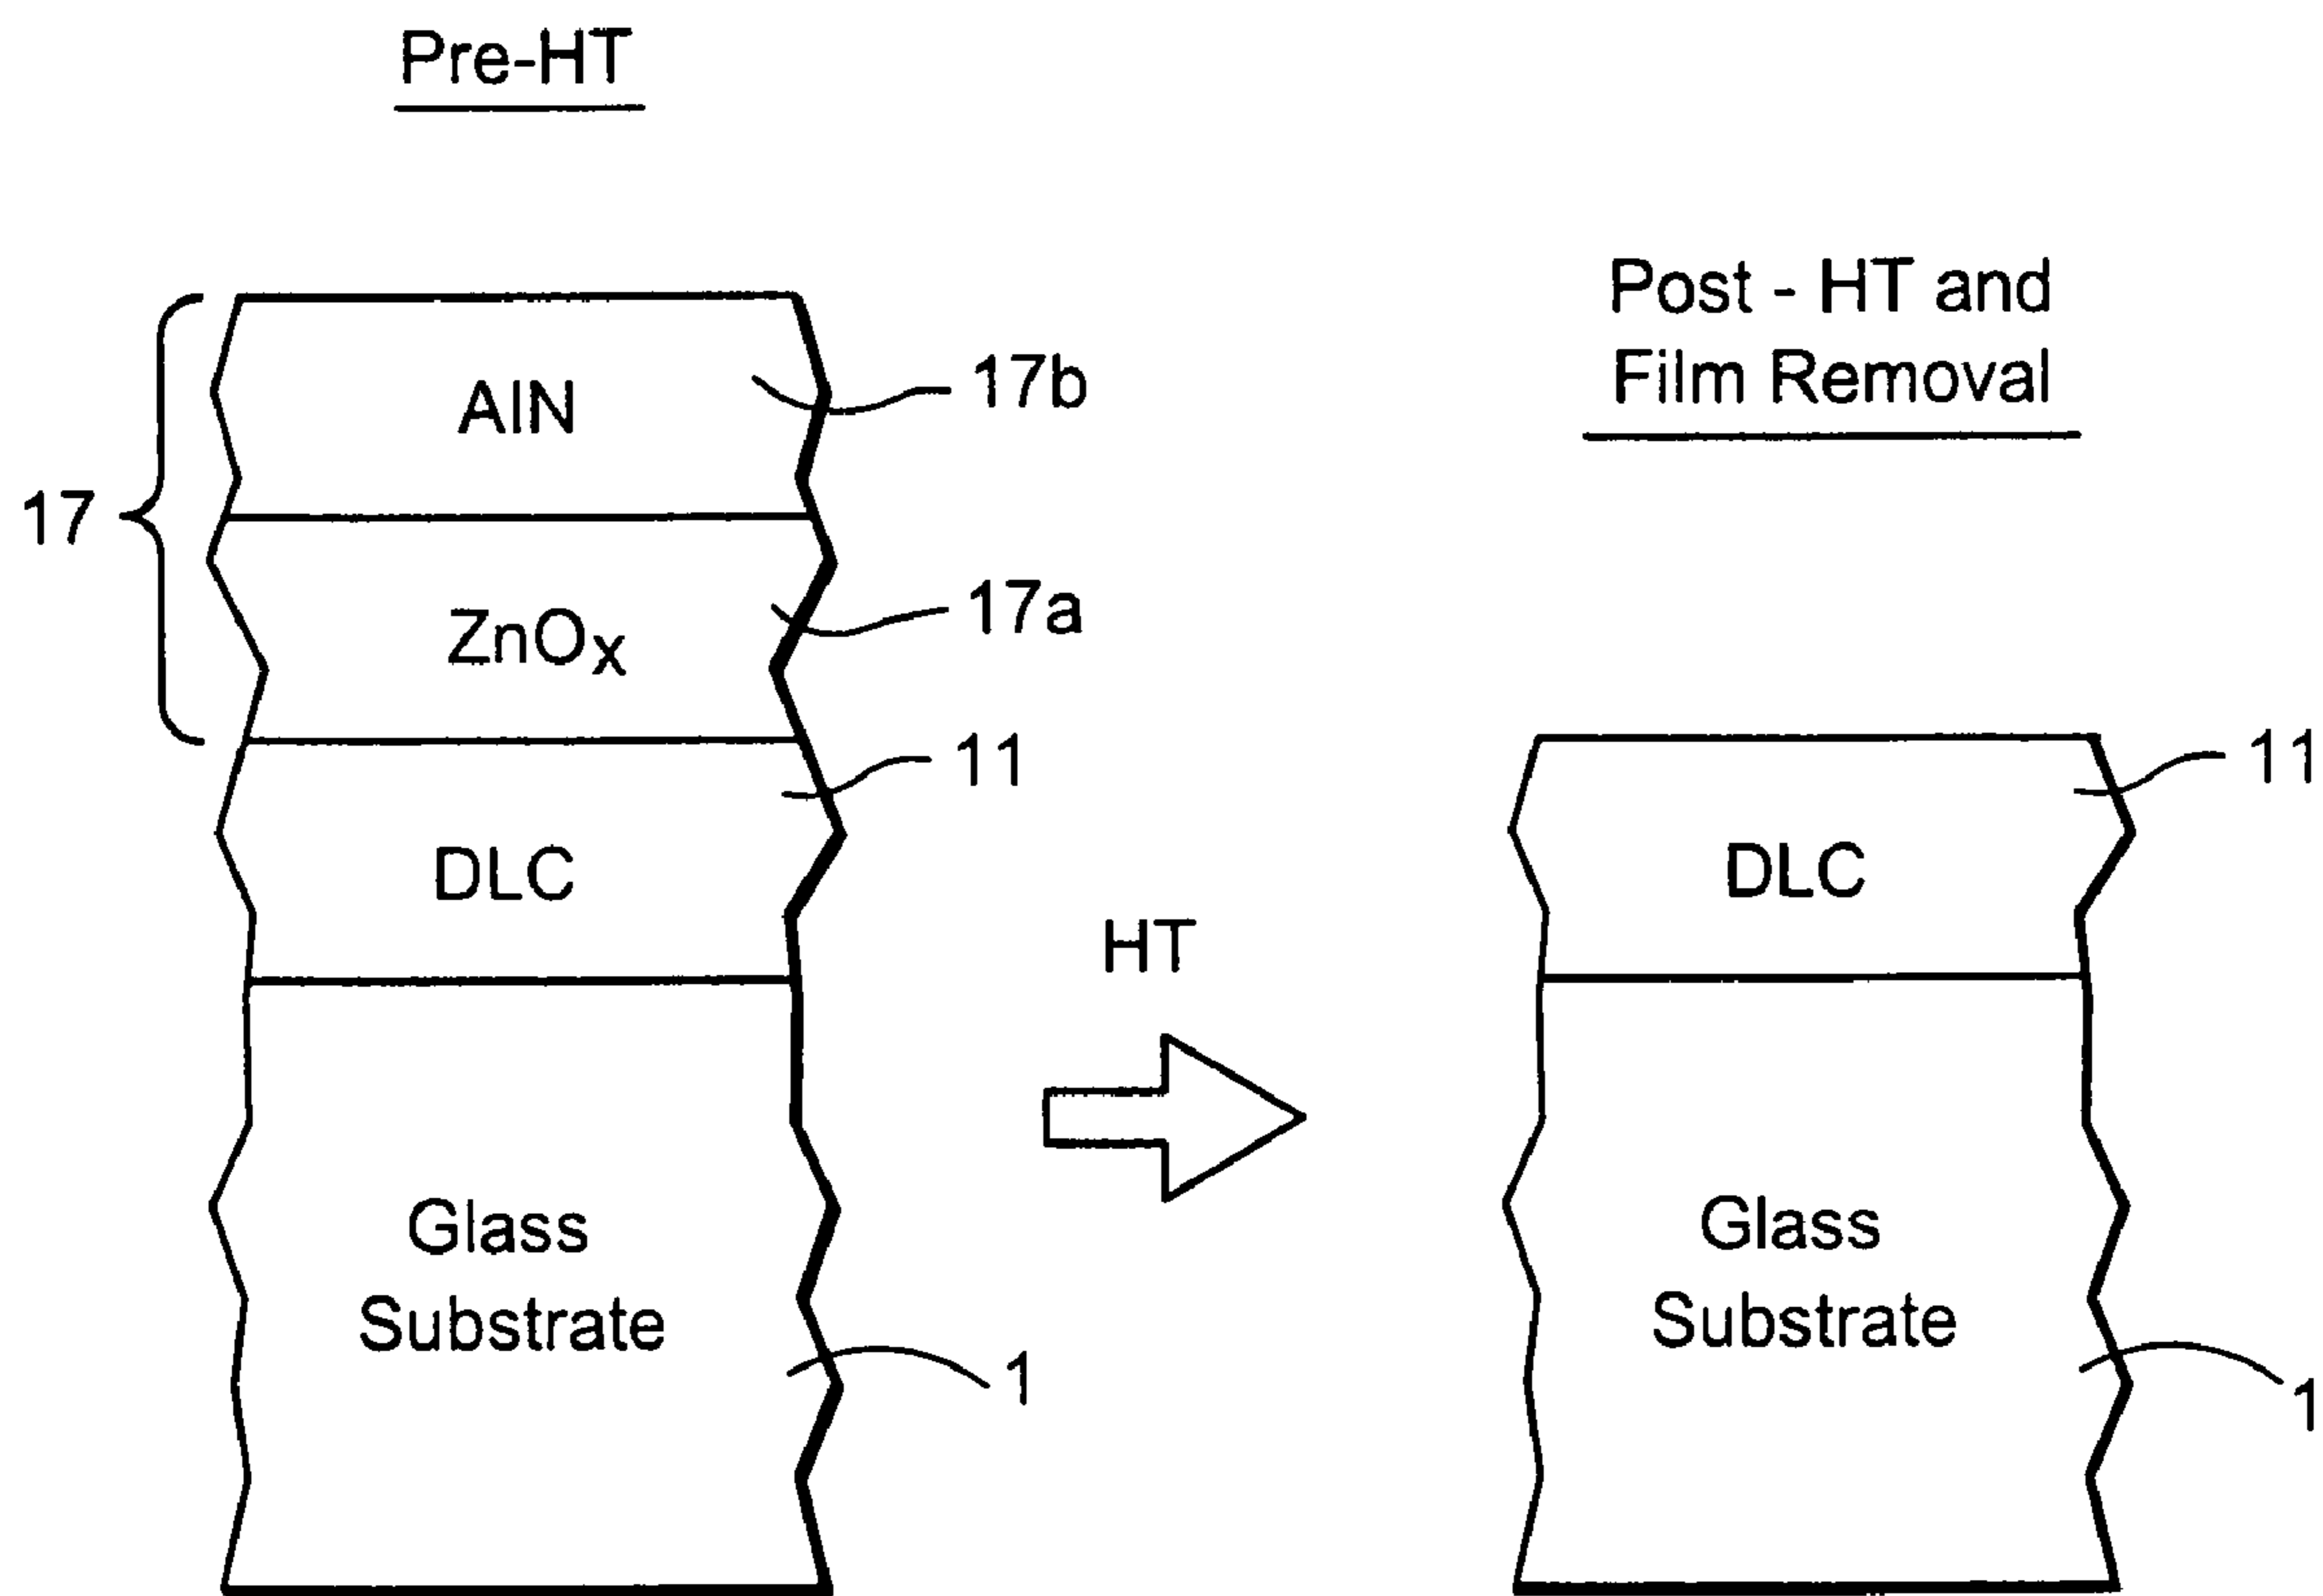 Pre-HT
17
AlN
17b
ZnOx
17a
DLC
11
Glass
Substrate
1
HT
Post - HT and
Film Removal
DLC
11
Glass
Substrate
1